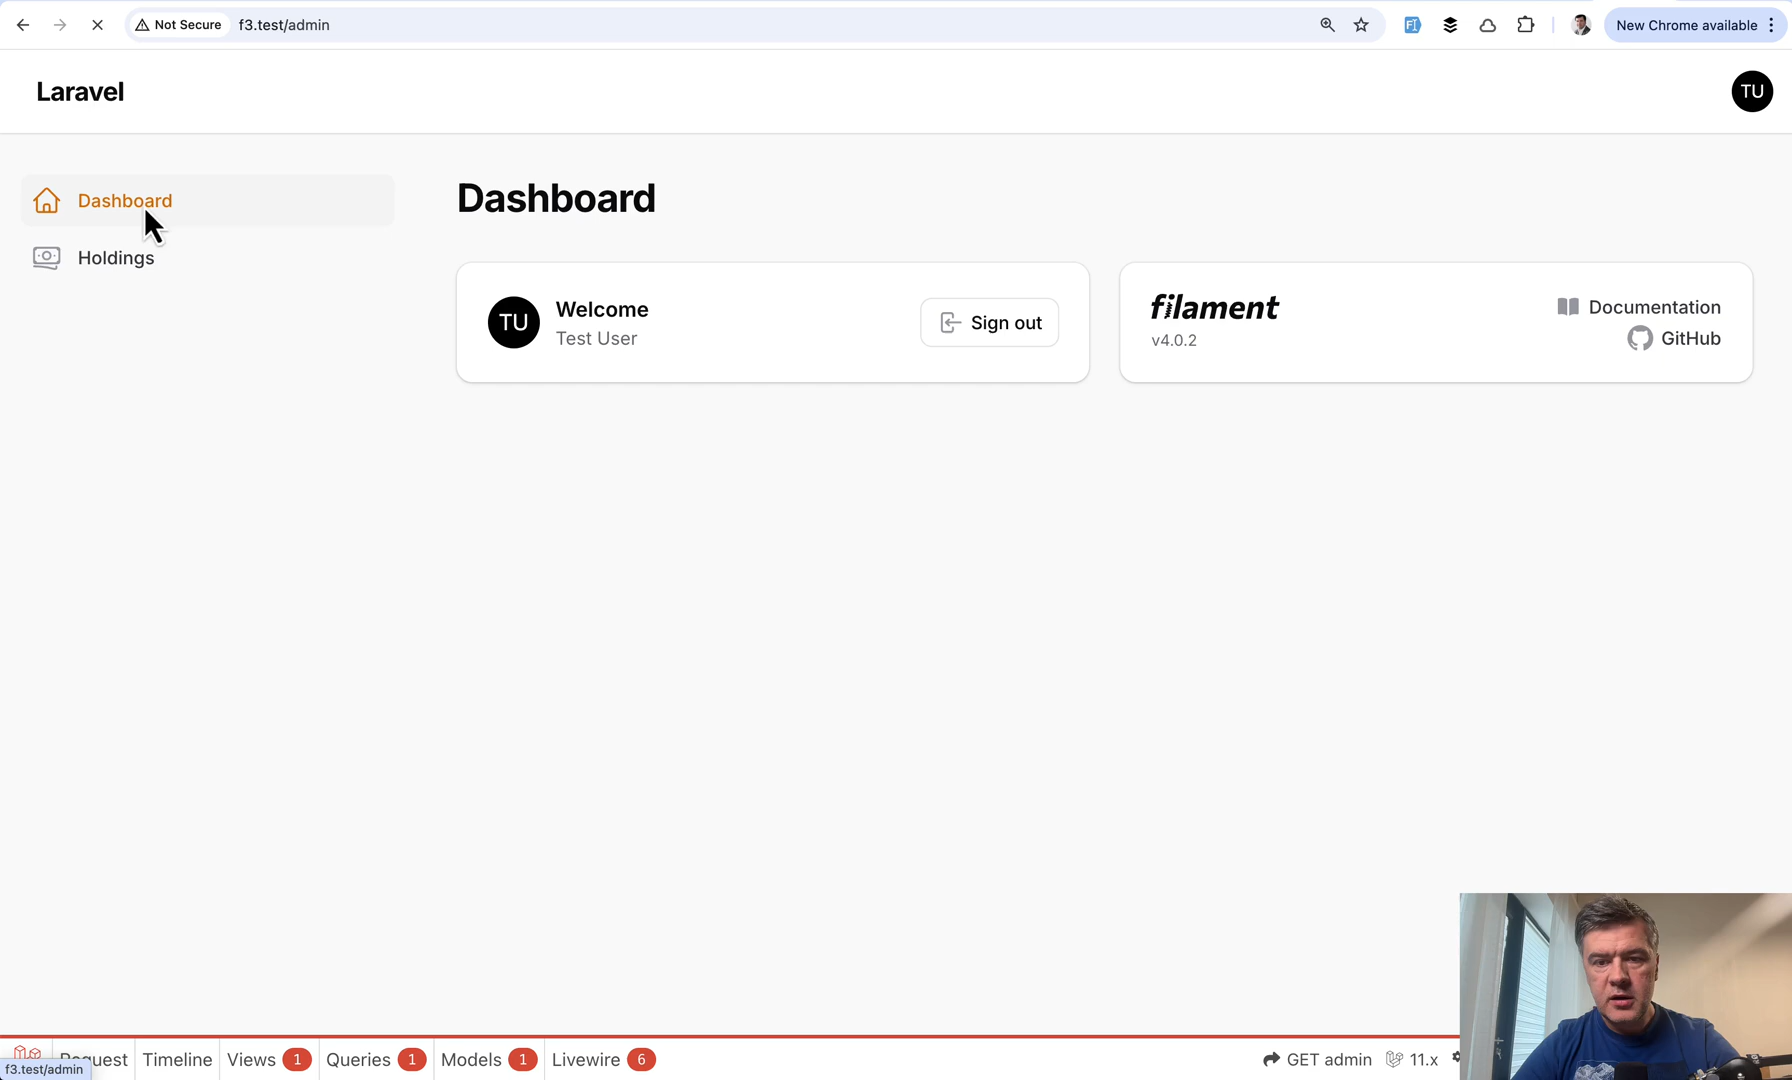 Not Secure
f3.test/admin
New Chrome available
Laravel
TU
Dashboard
Holdings
Dashboard
TU
Welcome
Test User
Sign out
filament
v4.0.2
Documentation
GitHub
Request
Timeline
Views 1
Queries 1
Models 1
Livewire 6
GET admin
11.x
f3.test/admin